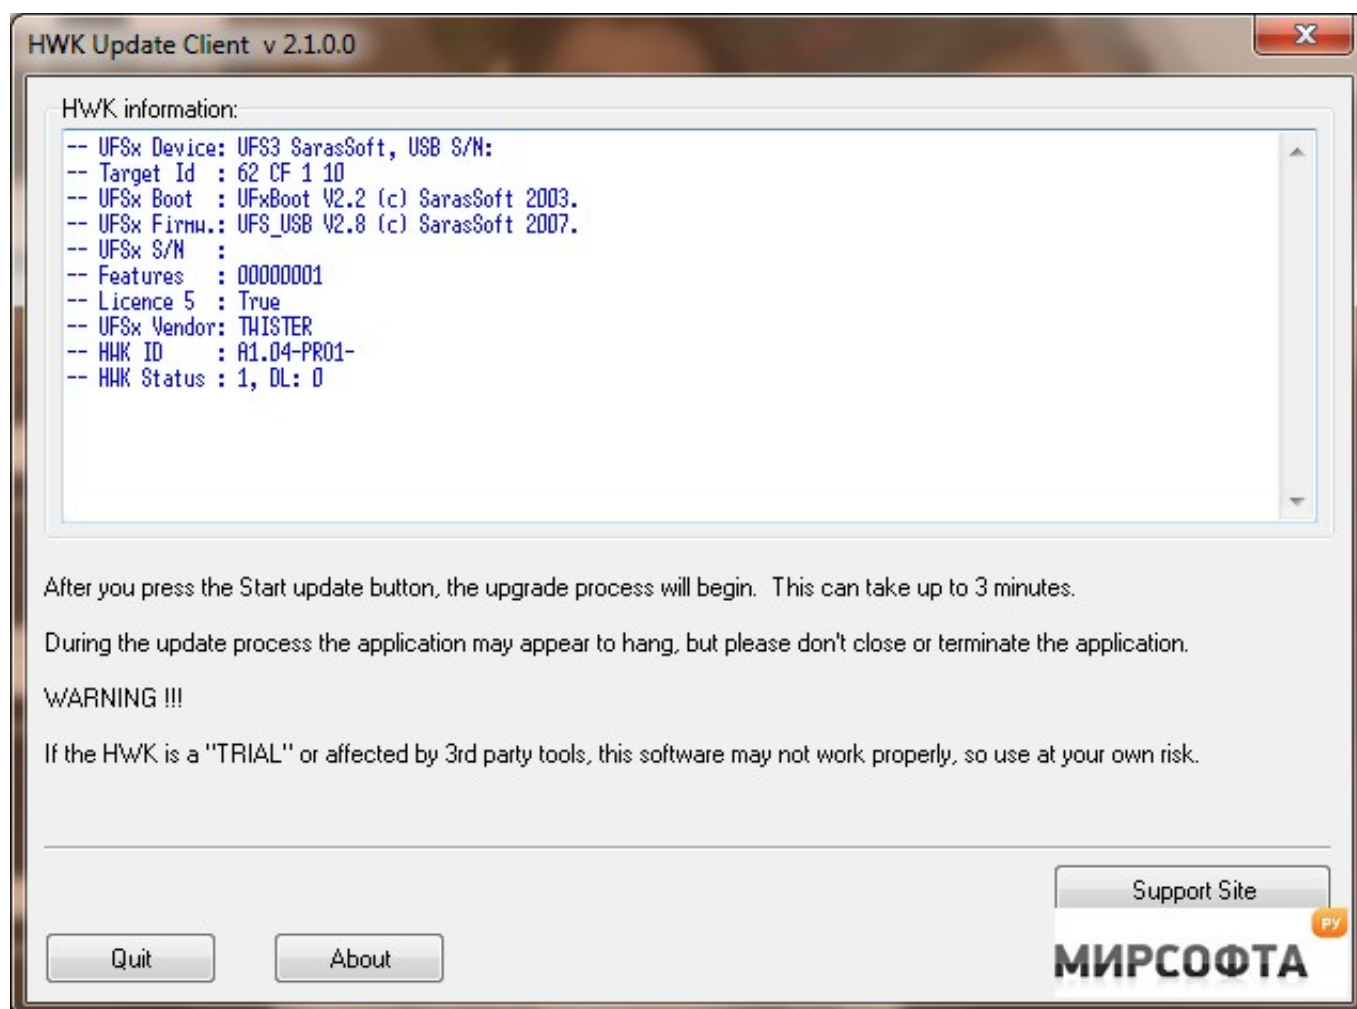 HWK Update Client v 2.1.0.0
HWK information:
-- UFSx Device: UFS3 SarasSoft, USB S/N:
-- Target Id : 62 CF 1 10
-- UFSx Boot : UFxBoot V2.2 (c) SarasSoft 2003.
-- UFSx Firmw.: UFS_USB V2.8 (c) SarasSoft 2007.
-- UFSx S/N :
-- Features : 00000001
-- Licence 5 : True
-- UFSx Vendor: TWISTER
-- HWK ID : A1.04-PR01-
-- HWK Status : 1, DL: 0
After you press the Start update button, the upgrade process will begin. This can take up to 3 minutes.
During the update process the application may appear to hang, but please don't close or terminate the application.
WARNING !!!
If the HWK is a "TRIAL" or affected by 3rd party tools, this software may not work properly, so use at your own risk.
Support Site
Quit
About
МИРСОФТА
РУ